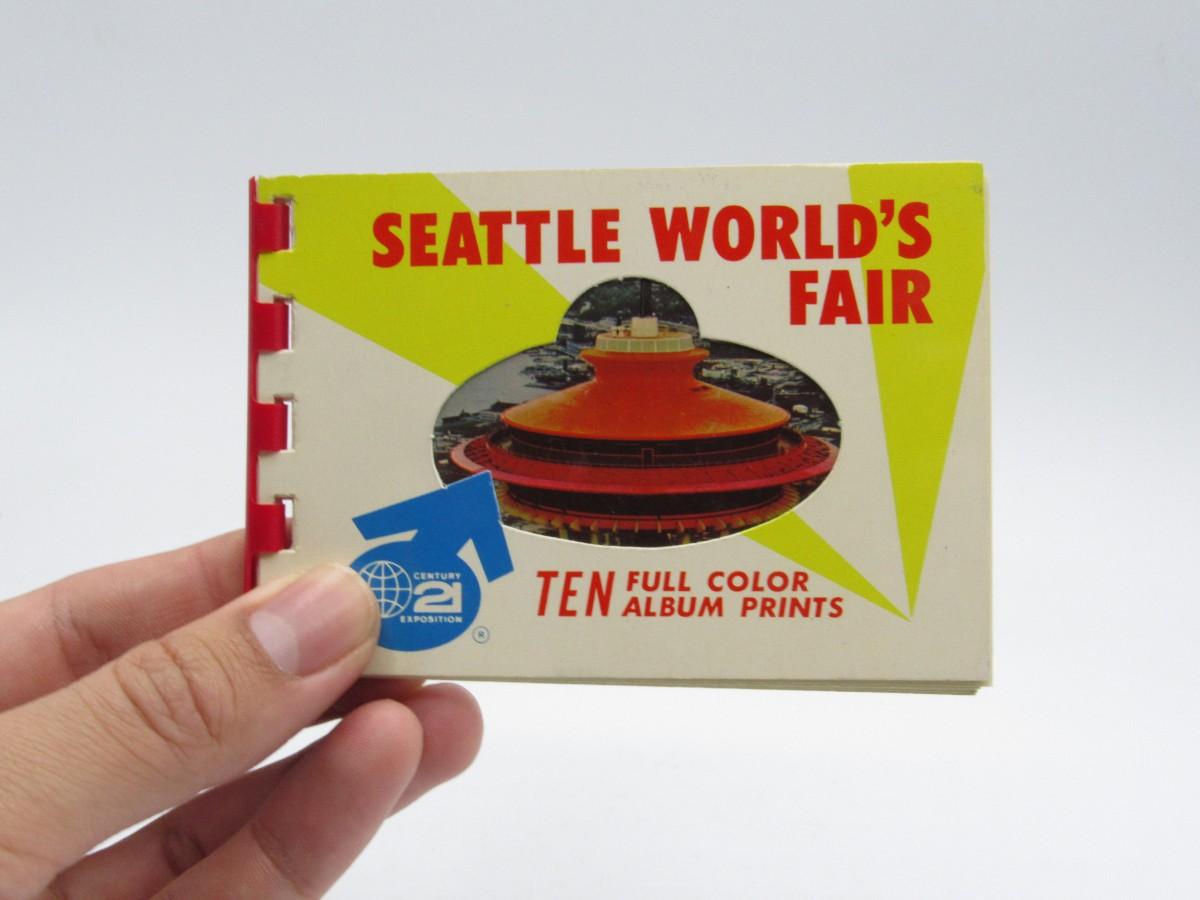 SEATTLE WORLD'S
FAIR
CENTURY
21
EXPOSITION
®
TEN FULL COLOR
ALBUM PRINTS